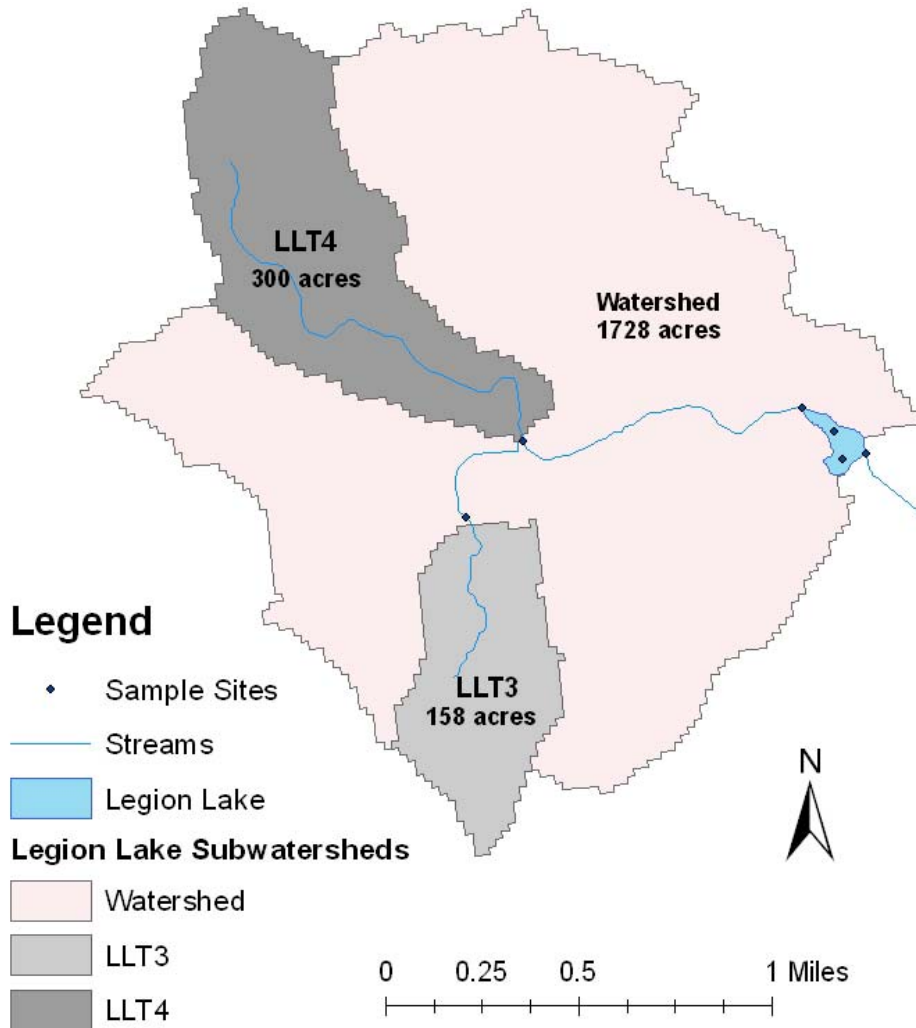 LLT4
300 acres
Watershed
1728 acres
LLT3
158 acres
Legend
Sample Sites
Streams
Legion Lake
Legion Lake Subwatersheds
Watershed
LLT3
LLT4
N
0 0.25 0.5 1 Miles